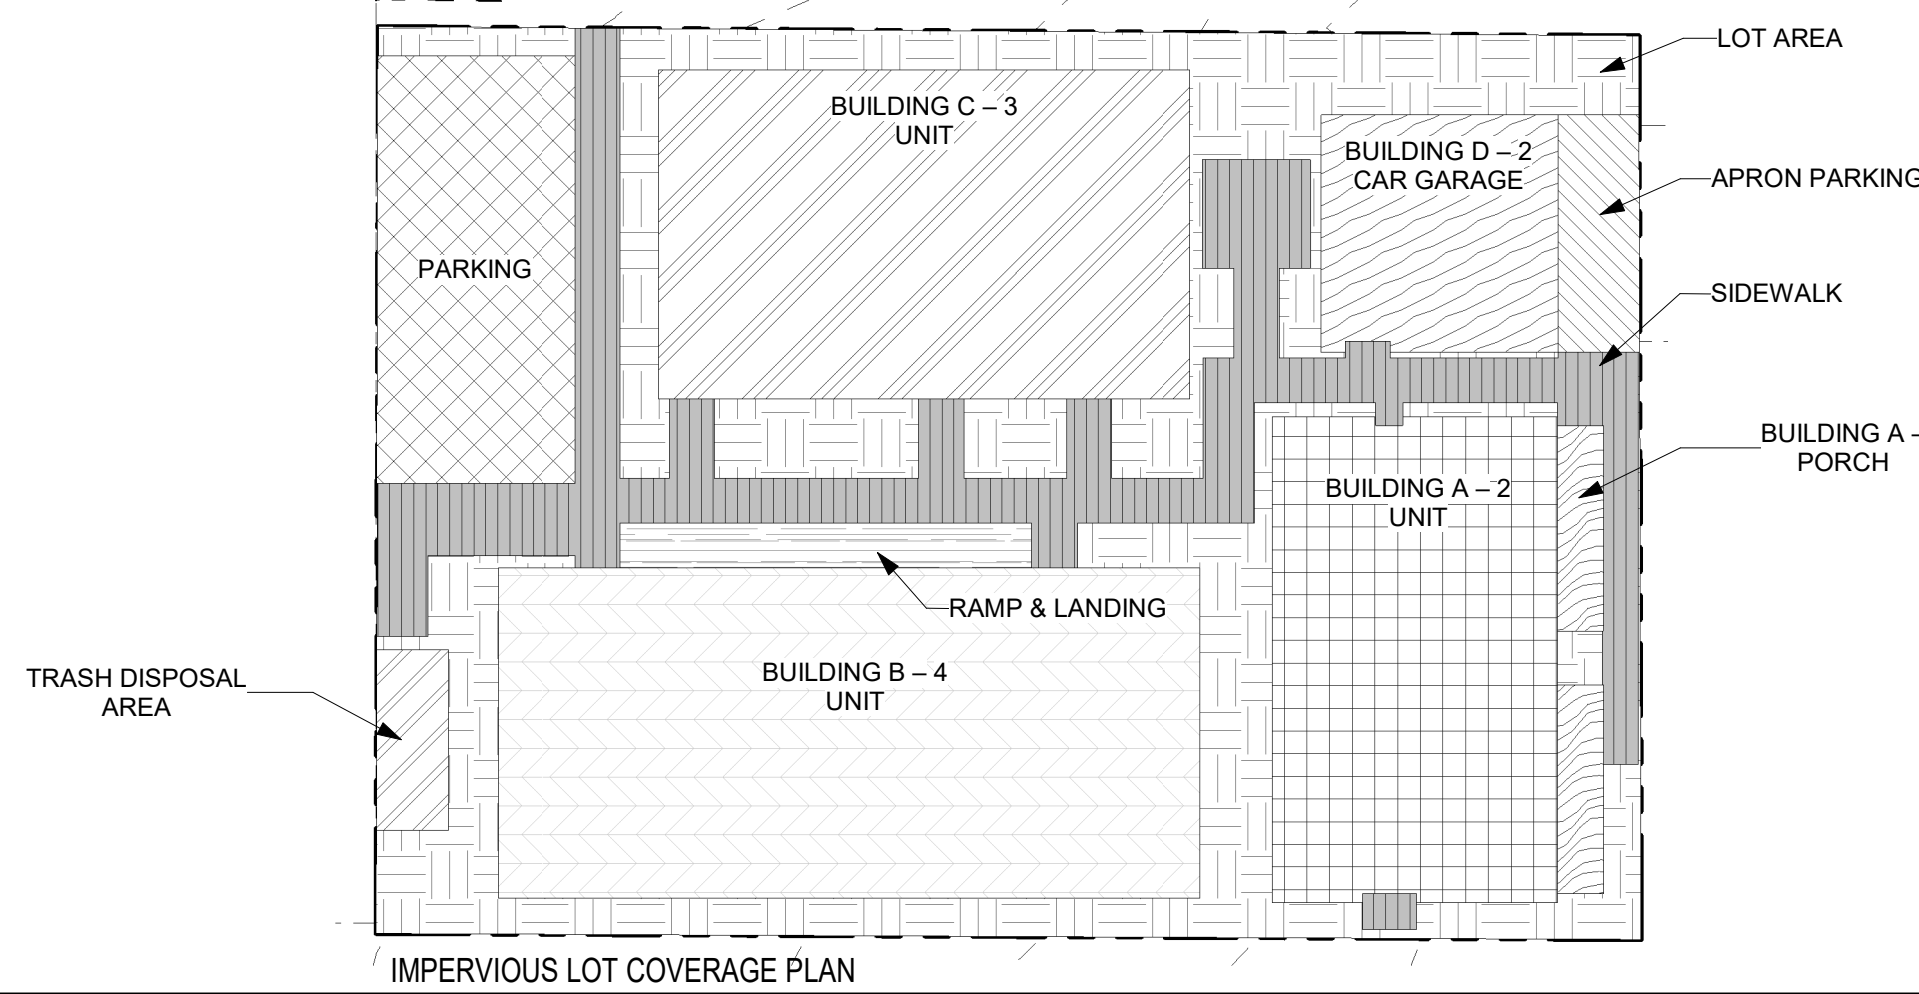 LOT AREA
BUILDING C – 3
UNIT
BUILDING D – 2
CAR GARAGE
APRON PARKING
PARKING
SIDEWALK
BUILDING A –
PORCH
BUILDING A – 2
UNIT
RAMP & LANDING
TRASH DISPOSAL
AREA
BUILDING B – 4
UNIT
IMPERVIOUS LOT COVERAGE PLAN